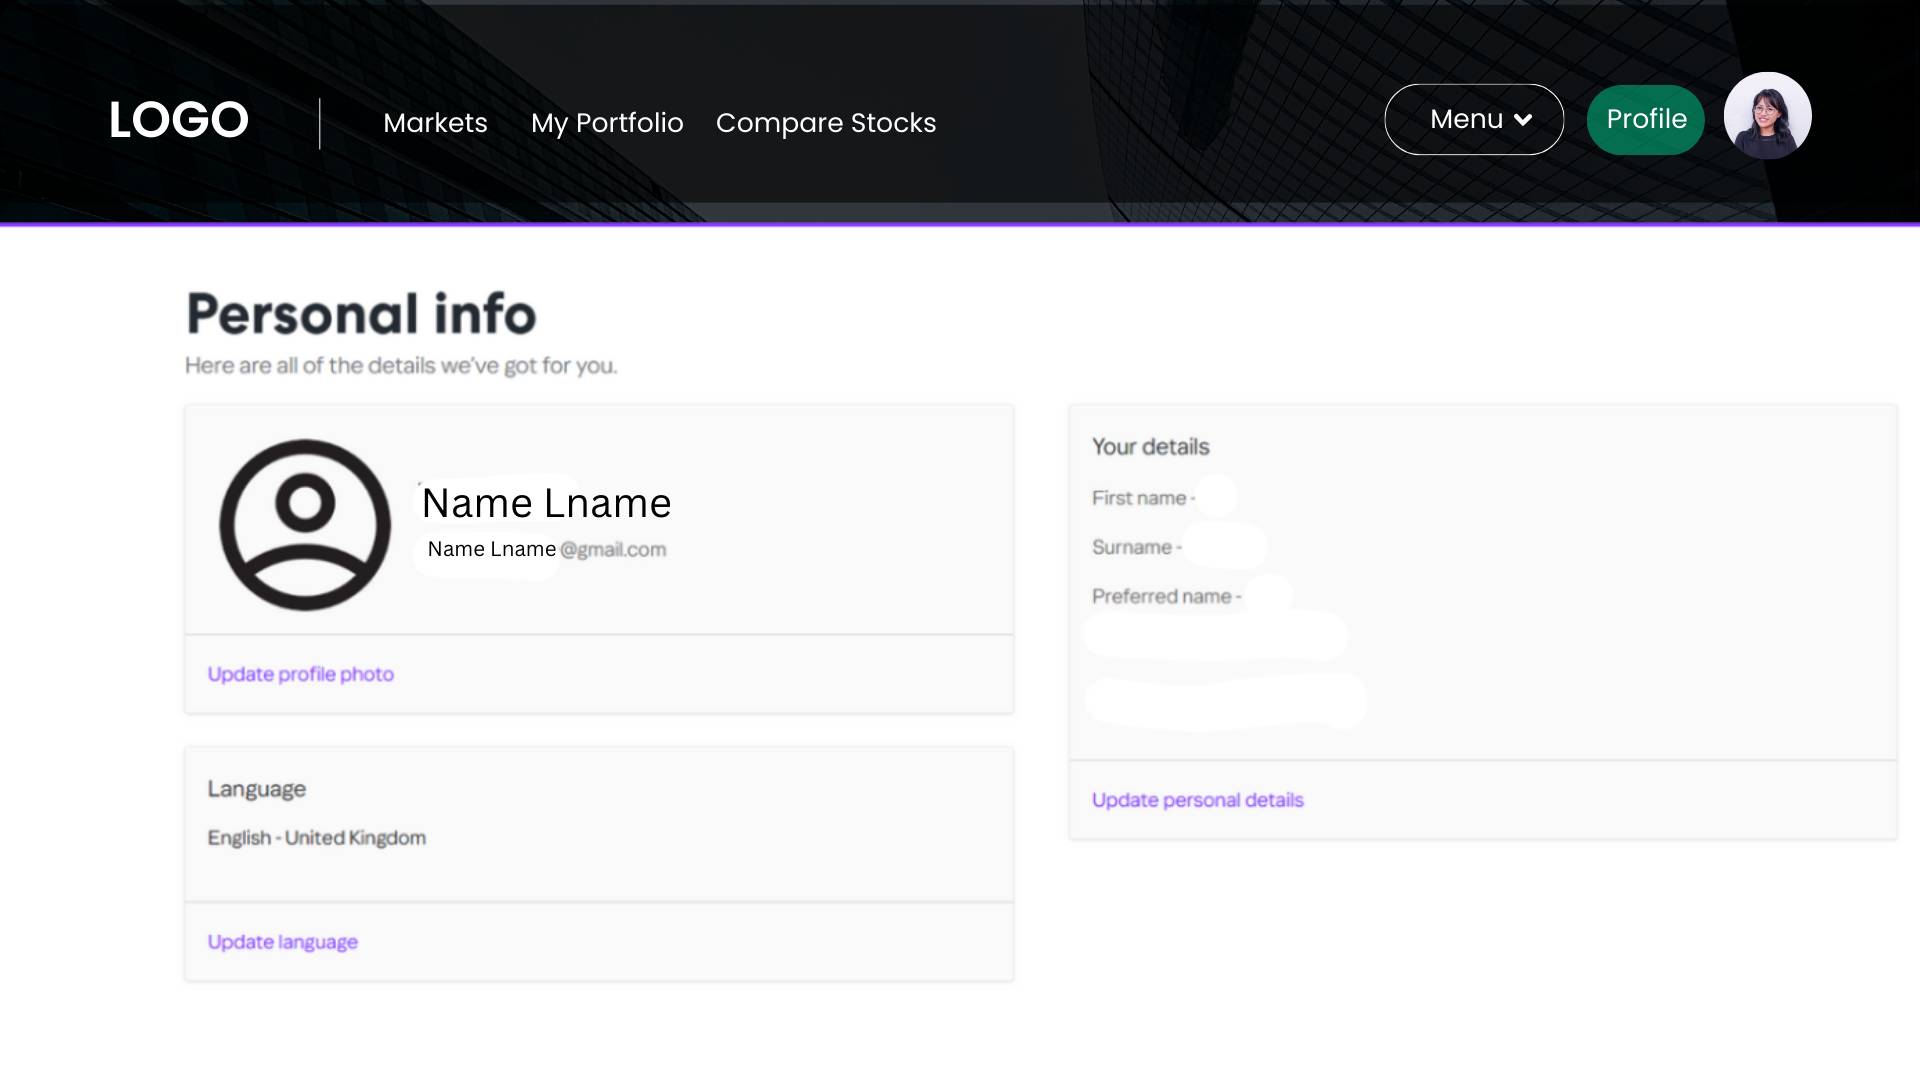 LOGO
Markets My Portfolio Compare Stocks
Menu
Profile
Personal info
Here are all of the details we've got for you.
Name Lname
Name Lname @gmail.com
Update profile photo
Language
English - United Kingdom
Update language
Your details
First name -
Surname -
Preferred name -
Update personal details